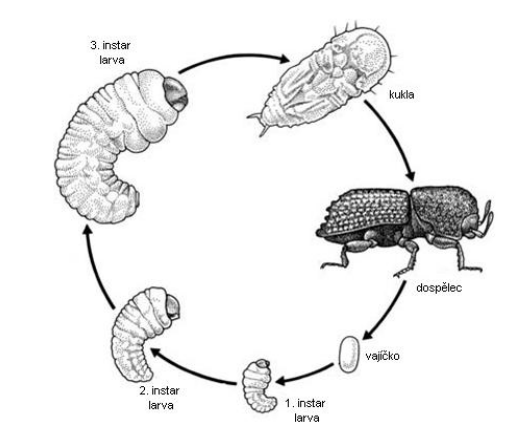 3. instar
larva
kukla
dospělec
vajíčko
1. instar
larva
2. instar
larva